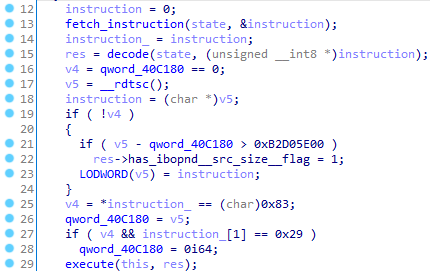 12 instruction = 0;
13 fetch_instruction(state, &instruction);
14 instruction_ = instruction;
15 res = decode(state, (unsigned __int8 *)instruction);
16 v4 = qword_40C180 == 0;
17 v5 = __rdtsc();
18 instruction = (char *)v5;
19 if ( !v4 )
20 {
21 if ( v5 - qword_40C180 > 0xB2D05E00 )
22 res->has_ibopnd__src_size__flag = 1;
23 LODWORD(v5) = instruction;
24 }
25 v4 = *instruction_ == (char)0x83;
26 qword_40C180 = v5;
27 if ( v4 && instruction_[1] == 0x29 )
28 qword_40C180 = 0i64;
29 execute(this, res);